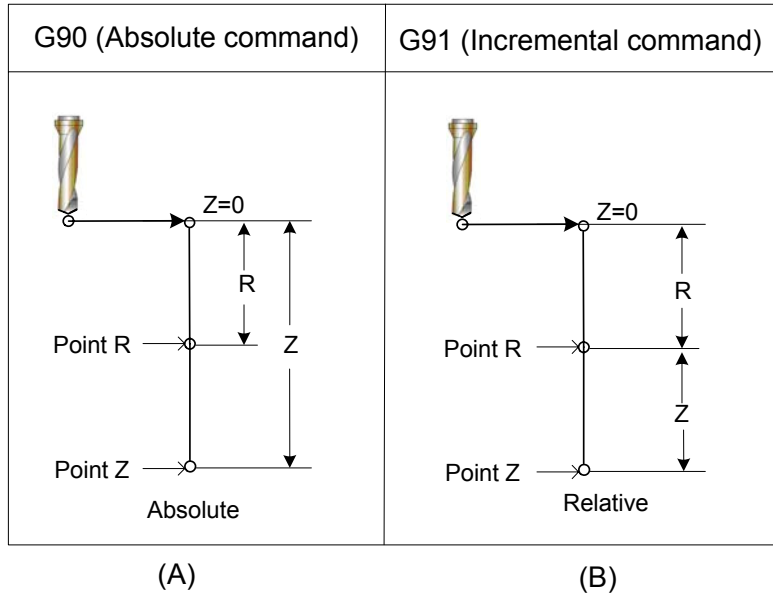 G90 (Absolute command)
G91 (Incremental command)
Z=0
R
Z
Point R
Point Z
Absolute
Z=0
R
Point R
Z
Point Z
Relative
(A)
(B)